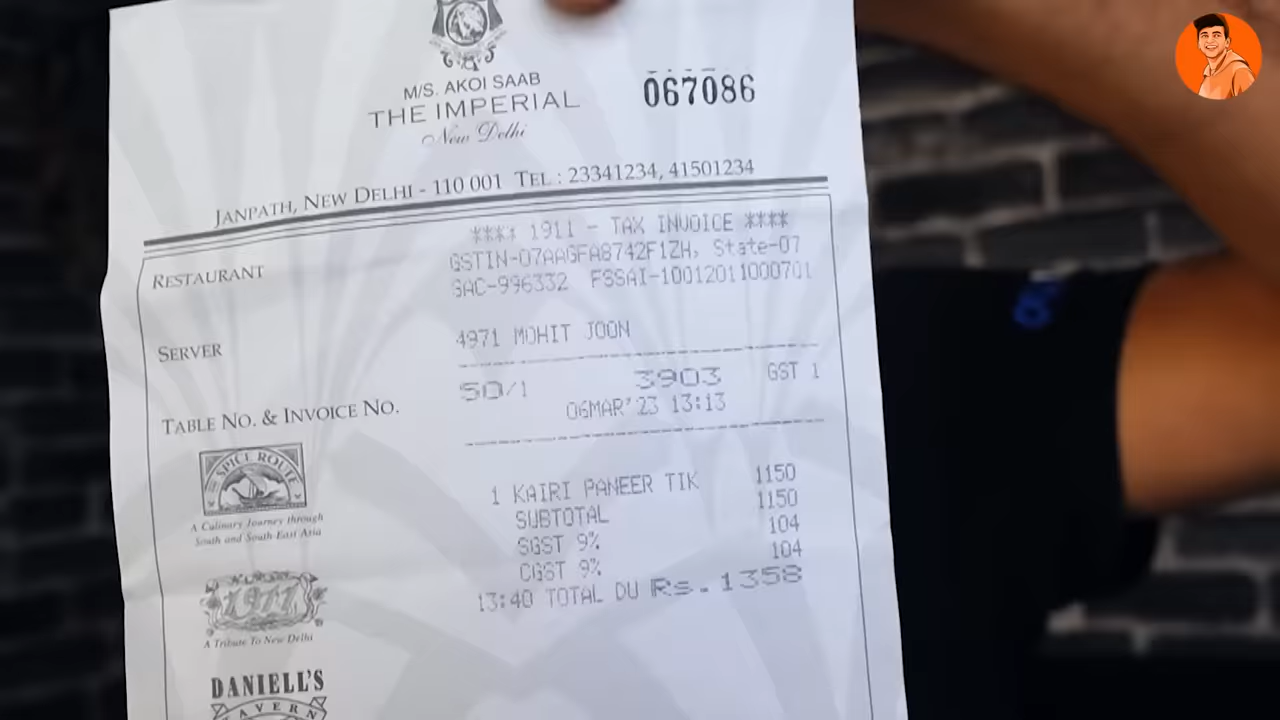 M/S. AKOI SAAB
THE IMPERIAL
New Delhi
067086
JANPATH, NEW DELHI - 110 001 TEL : 23341234, 41501234
**** 1911 - TAX INVOICE ****
GSTIN-07AAGFA8742F1ZH, State-07
RESTAURANT
SAC-996332 FSSAI-10012011000701
SERVER
4971 MOHIT JOON
TABLE NO. & INVOICE NO.
50/1 3903 GST 1
06MAR'23 13:13
SPICE ROUTE
A Culinary Journey through
South and South East Asia
1 KAIRI PANEER TIK 1150
SUBTOTAL 1150
SGST 9% 104
CGST 9% 104
13:40 TOTAL DU Rs.1358
1911
A Tribute To New Delhi
DANIELL'S
TAVERN